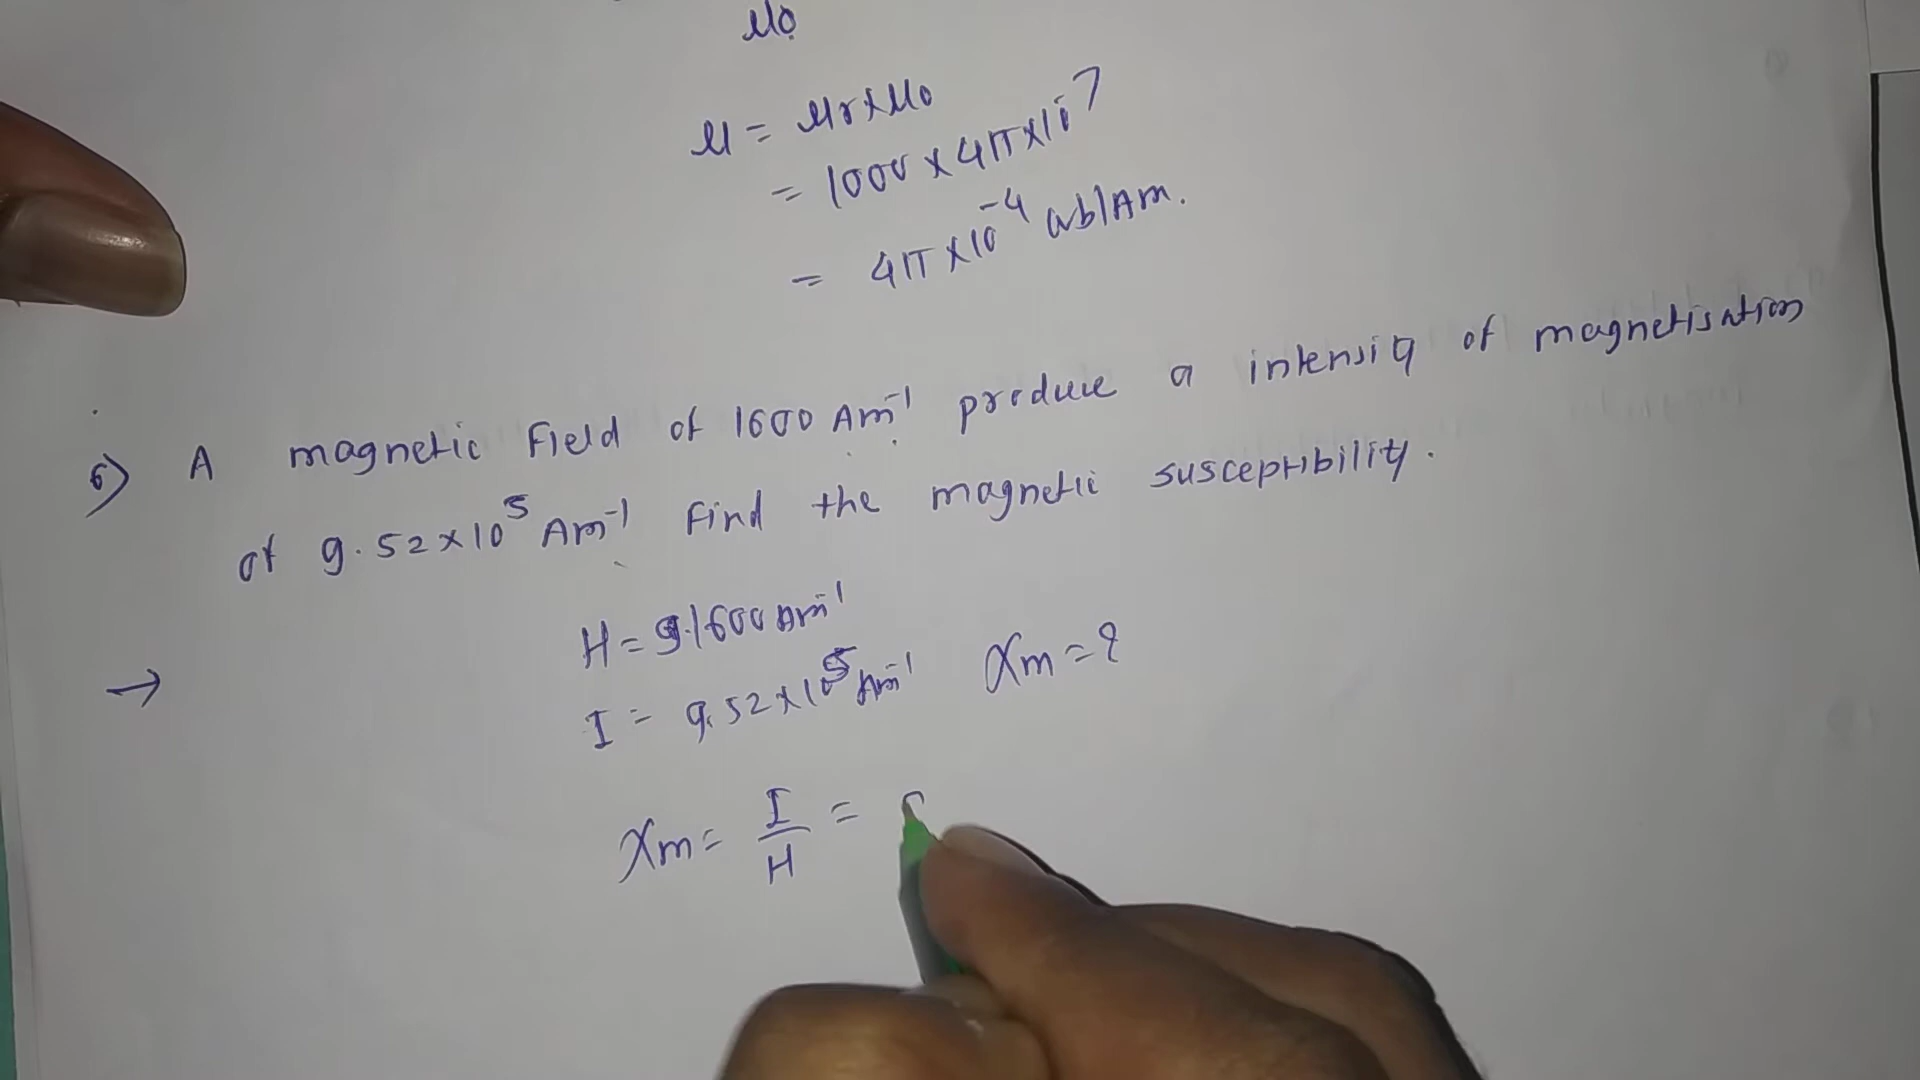 μ0
μ = μr×μ0
= 1000 × 4π×10⁻⁷
= 4π×10⁻⁴ wb/Am.
6) A magnetic Field of 1600 Am⁻¹ produce a intensity of magnetisation
of 9.52×10⁵ Am⁻¹ Find the magnetic susceptibility.
→ H = 1600 Am⁻¹
I = 9.52×10⁵ Am⁻¹ χm = ?
χm = I/H =